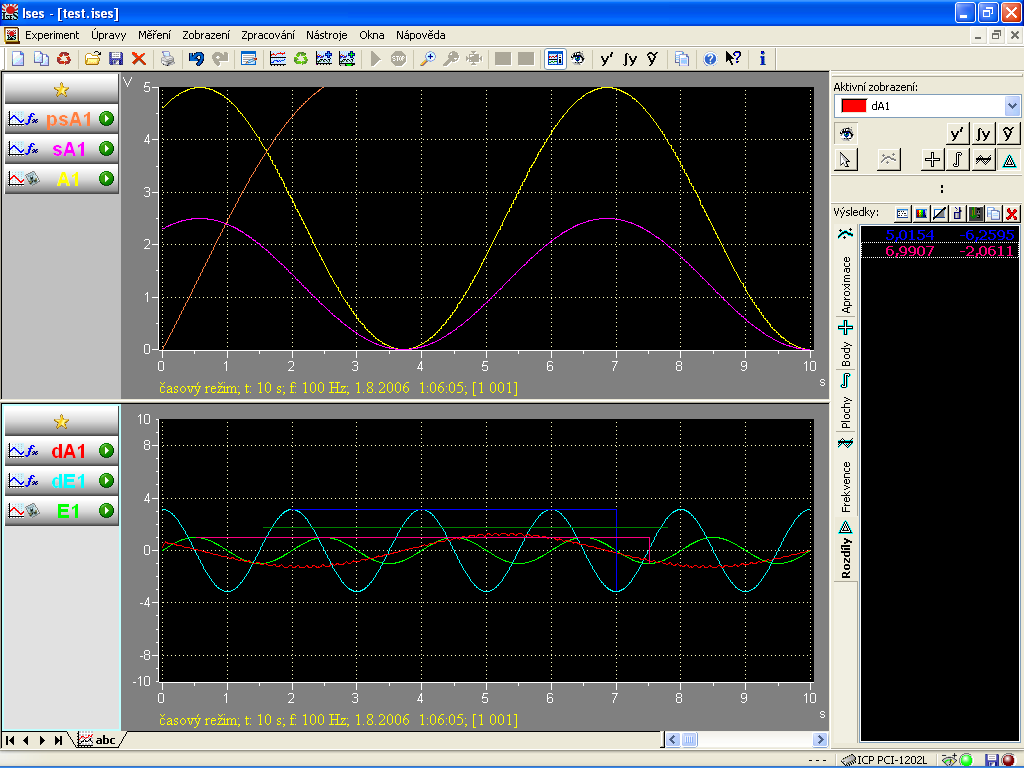 Ises - [test.ises]
Experiment Úpravy Měření Zobrazení Zpracování Nástroje Okna Nápověda
STOP y′ ∫y ŷ ? i
V
psA1
sA1
A1
5
4
3
2
1
0
0 1 2 3 4 5 6 7 8 9 10
s
časový režim; t: 10 s; f: 100 Hz; 1.8.2006 1:06:05; [1 001]
dA1
dE1
E1
10
8
4
0
-4
-8
-10
0 1 2 3 4 5 6 7 8 9 10
s
časový režim; t: 10 s; f: 100 Hz; 1.8.2006 1:06:05; [1 001]
abc
Aktivní zobrazení:
dA1
y′ ∫y ŷ
:
Výsledky:
5,0154 -6,2595
6,9907 -2,0611
Aproximace
Body
Plochy
Frekvence
Rozdíly
- - - ICP PCI-1202L